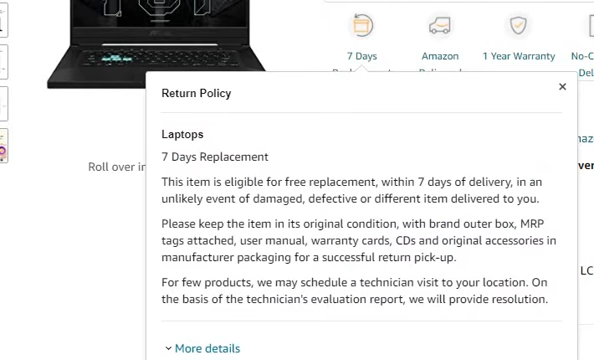 7 Days
Amazon
1 Year Warranty
No-C
Del
Return Policy
Laptops
7 Days Replacement
Roll over i
This item is eligible for free replacement, within 7 days of delivery, in an
unlikely event of damaged, defective or different item delivered to you.
Please keep the item in its original condition, with brand outer box, MRP
tags attached, user manual, warranty cards, CDs and original accessories in
manufacturer packaging for a successful return pick-up.
LC
For few products, we may schedule a technician visit to your location. On
the basis of the technician's evaluation report, we will provide resolution.
More details